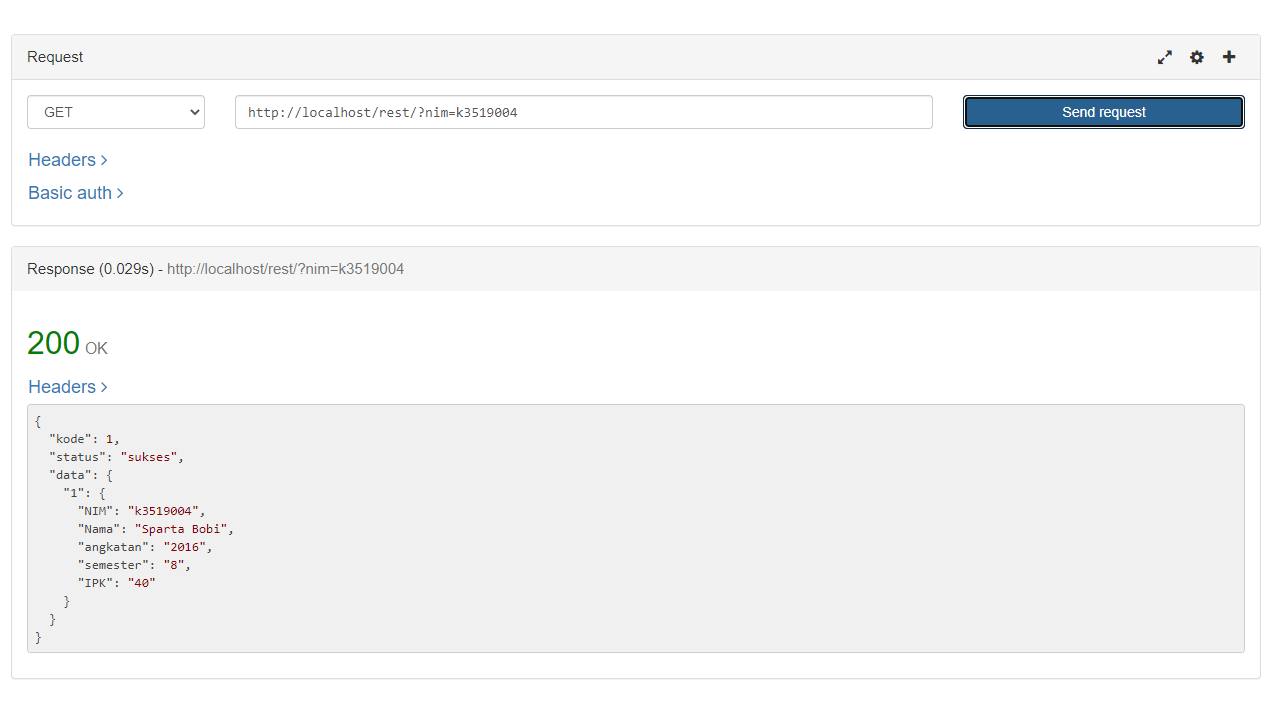 Request
GET http://localhost/rest/?nim=k3519004 Send request
Headers
Basic auth
Response (0.029s) - http://localhost/rest/?nim=k3519004
200 OK
Headers
{
  "kode": 1,
  "status": "sukses",
  "data": {
    "1": {
      "NIM": "k3519004",
      "Nama": "Sparta Bobi",
      "angkatan": "2016",
      "semester": "8",
      "IPK": "40"
    }
  }
}